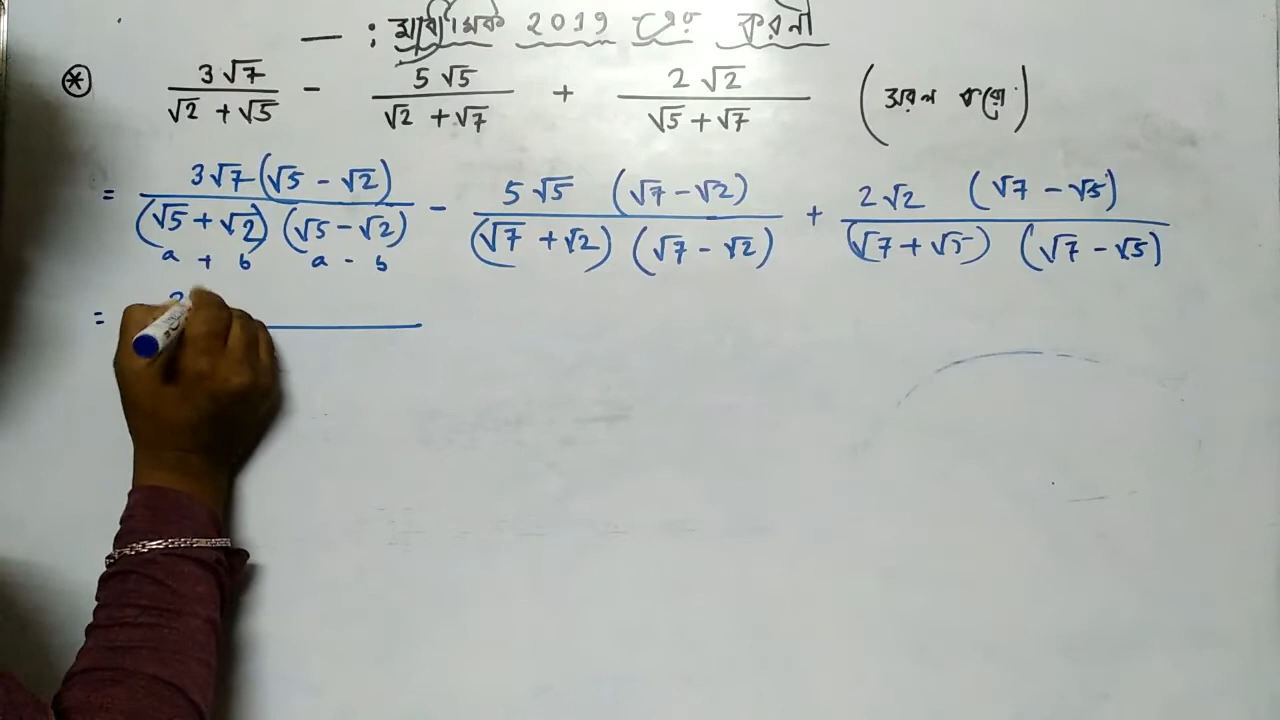 — : মাধ্যমিক 2019 এর করণী
* 3√7/(√2 + √5) - 5√5/(√2 + √7) + 2√2/(√5 + √7) (সরল করো)
= 3√7(√5 - √2)/(√5 + √2)(√5 - √2) - 5√5 (√7 - √2)/(√7 + √2)(√7 - √2) + 2√2 (√7 - √5)/(√7 + √5)(√7 - √5)
a + b a - b
=